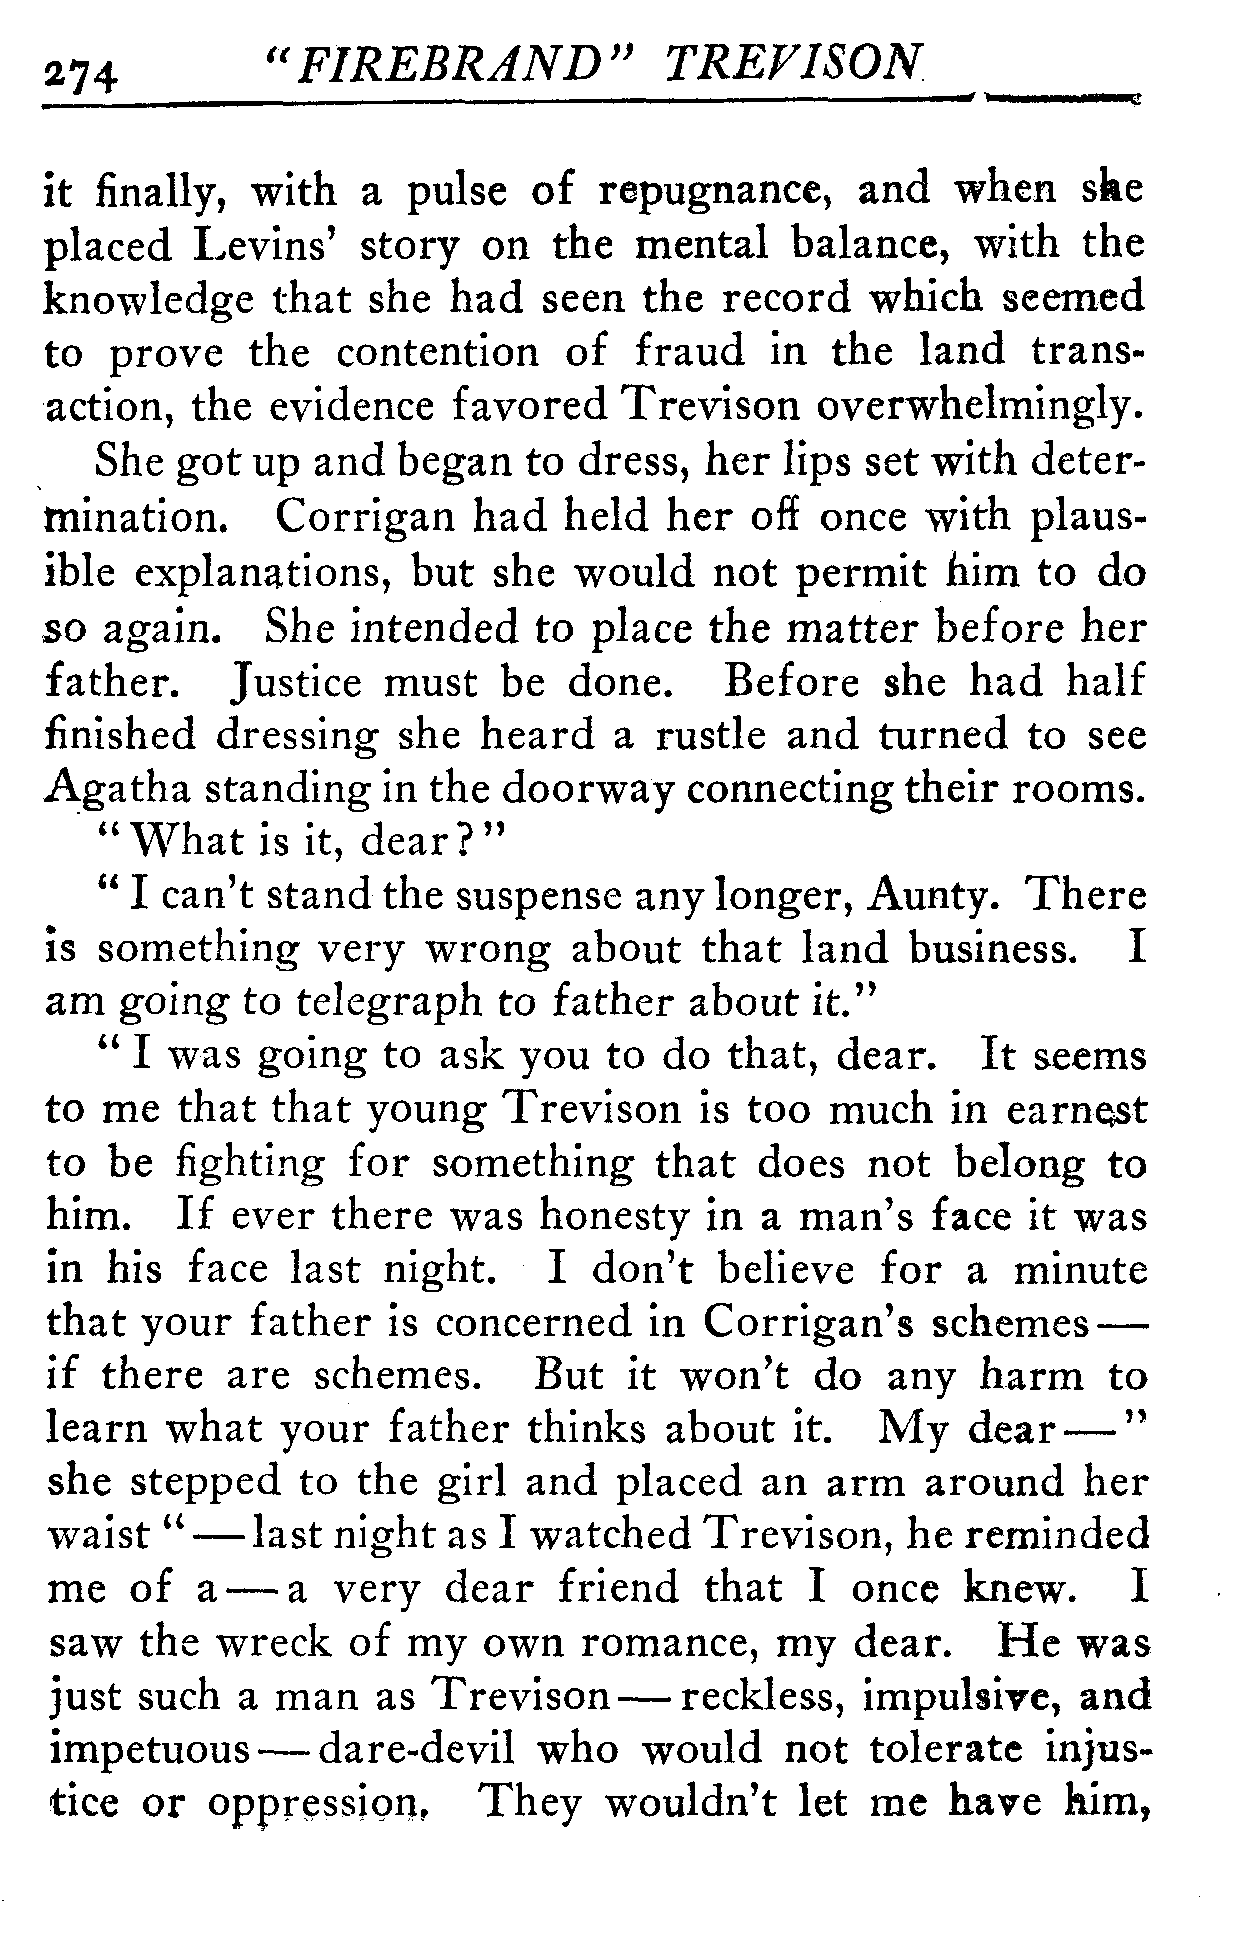 274 "FIREBRAND" TREVISON
it finally, with a pulse of repugnance, and when she
placed Levins' story on the mental balance, with the
knowledge that she had seen the record which seemed
to prove the contention of fraud in the land trans-
action, the evidence favored Trevison overwhelmingly.
She got up and began to dress, her lips set with deter-
mination. Corrigan had held her off once with plaus-
ible explanations, but she would not permit him to do
so again. She intended to place the matter before her
father. Justice must be done. Before she had half
finished dressing she heard a rustle and turned to see
Agatha standing in the doorway connecting their rooms.
"What is it, dear?"
"I can't stand the suspense any longer, Aunty. There
is something very wrong about that land business. I
am going to telegraph to father about it."
"I was going to ask you to do that, dear. It seems
to me that that young Trevison is too much in earnest
to be fighting for something that does not belong to
him. If ever there was honesty in a man's face it was
in his face last night. I don't believe for a minute
that your father is concerned in Corrigan's schemes—
if there are schemes. But it won't do any harm to
learn what your father thinks about it. My dear—"
she stepped to the girl and placed an arm around her
waist "—last night as I watched Trevison, he reminded
me of a—a very dear friend that I once knew. I
saw the wreck of my own romance, my dear. He was
just such a man as Trevison—reckless, impulsive, and
impetuous—dare-devil who would not tolerate injus-
tice or oppression. They wouldn't let me have him,